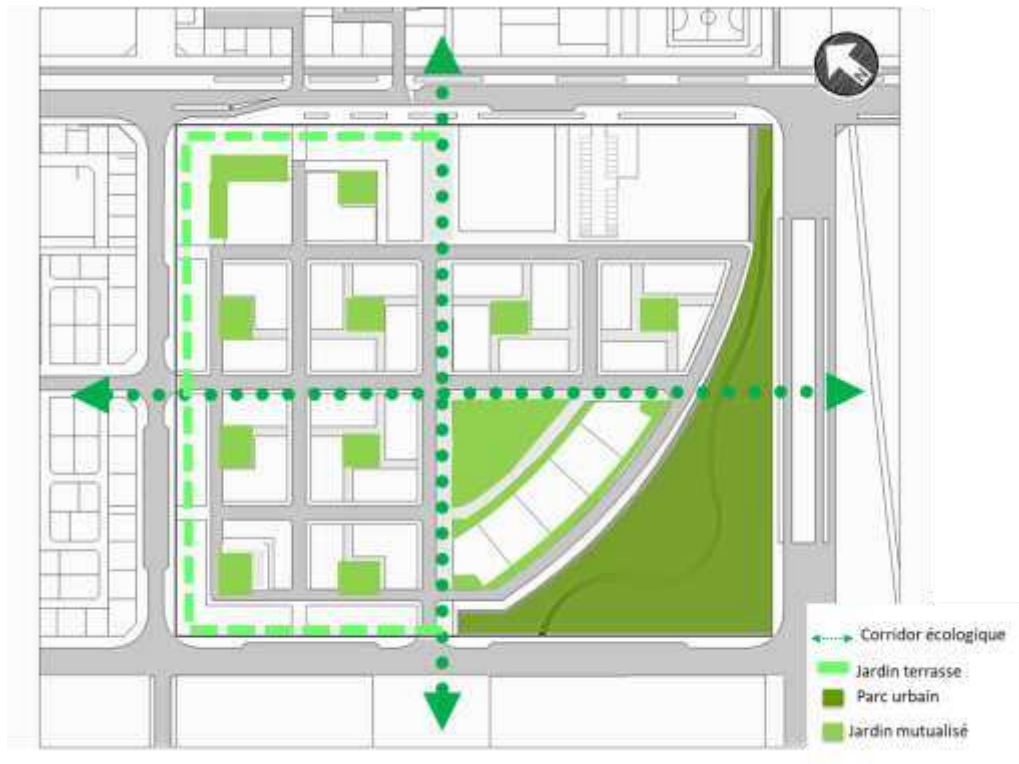 N
Corridor écologique
Jardin terrasse
Parc urbain
Jardin mutualisé